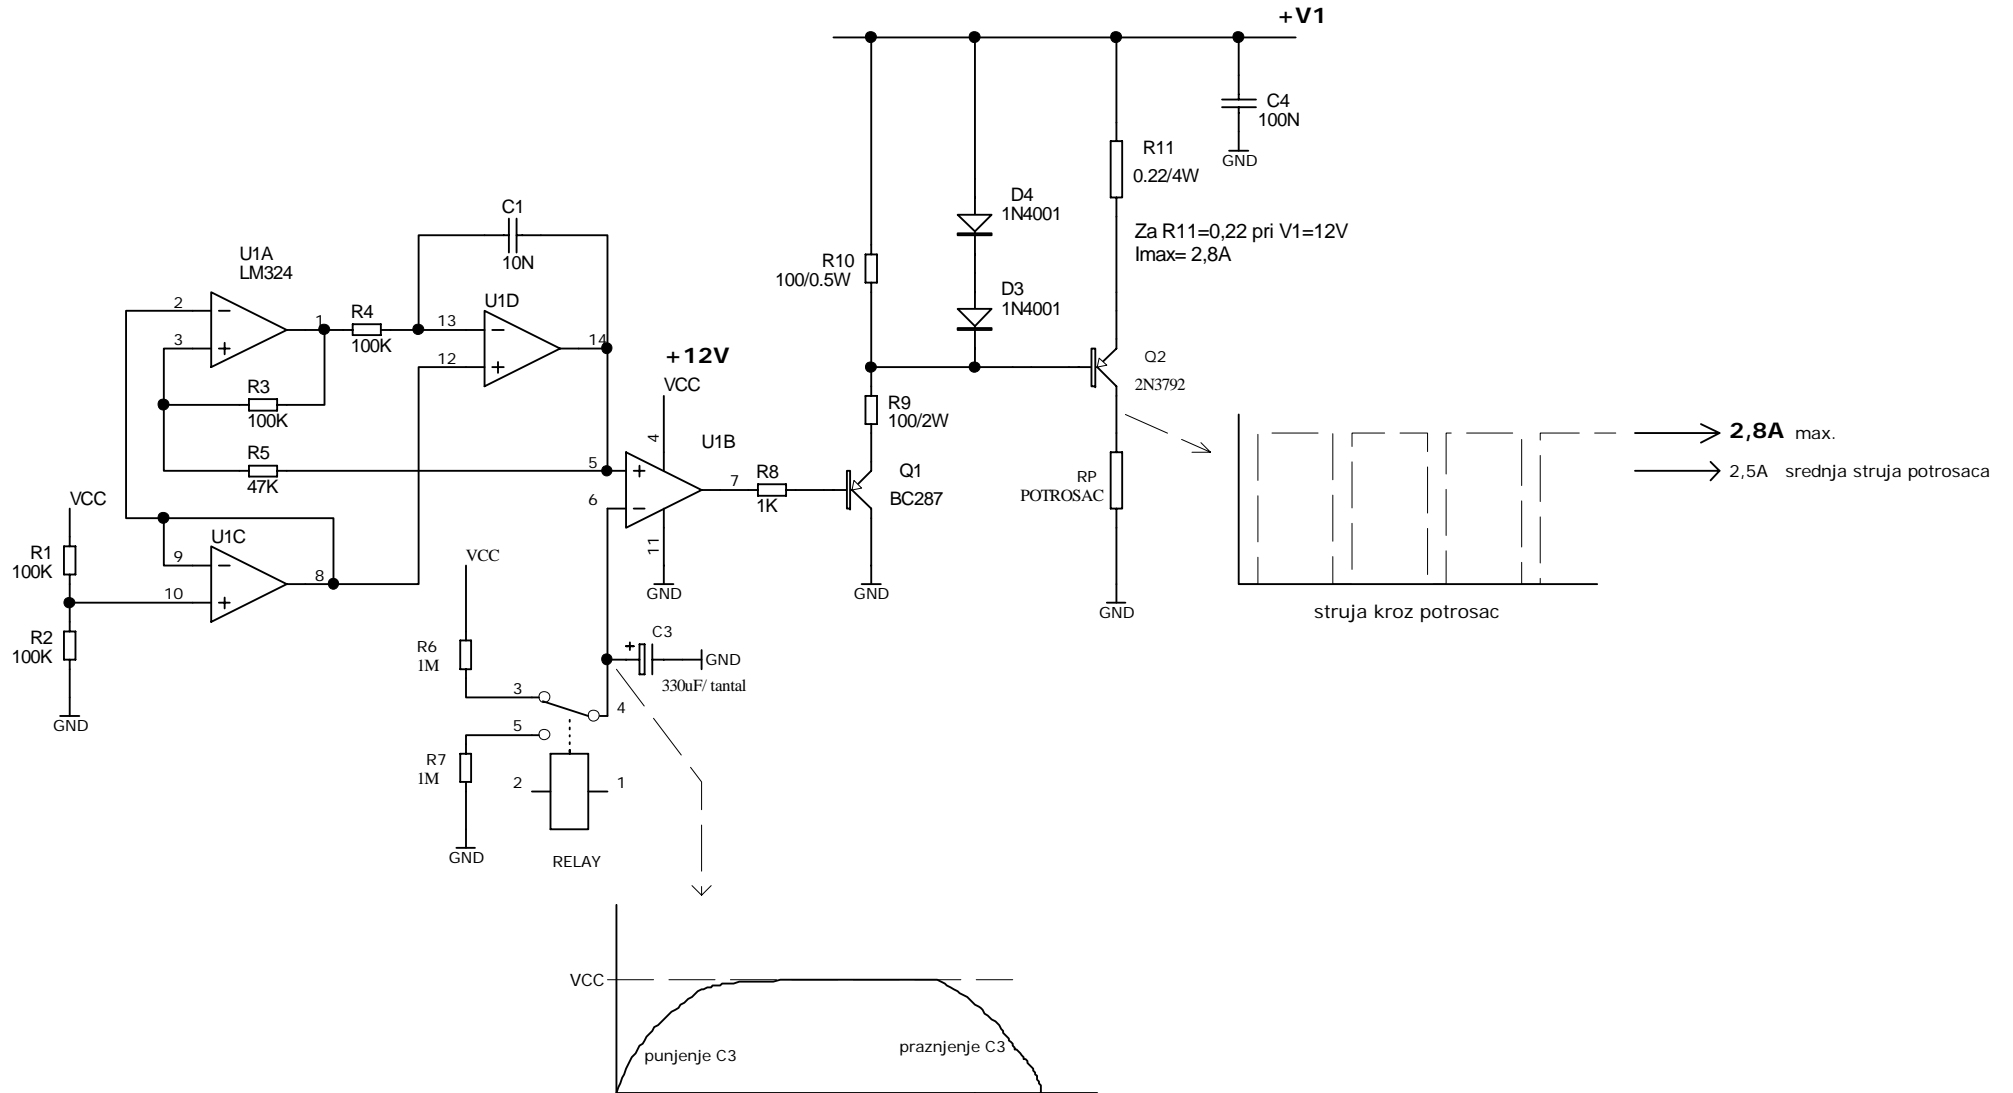 +V1
C4
100N
GND
R11
0.22/4W
D4
1N4001
Za R11=0,22 pri V1=12V
Imax= 2,8A
C1
10N
U1A
LM324
R10
100/0.5W
D3
1N4001
U1D
2
3
1
R4
100K
13
12
14
+12V
VCC
Q2
2N3792
R3
100K
R9
100/2W
4
U1B
R5
47K
5
6
7
R8
1K
Q1
BC287
RP
POTROSAC
2,8A max.
2,5A srednja struja potrosaca
VCC
U1C
R1
100K
9
10
8
11
VCC
GND
GND
GND
struja kroz potrosac
R2
100K
GND
R6
1M
C3
+
GND
330uF/ tantal
3
4
5
R7
1M
2
1
GND
RELAY
VCC
punjenje C3
praznjenje C3